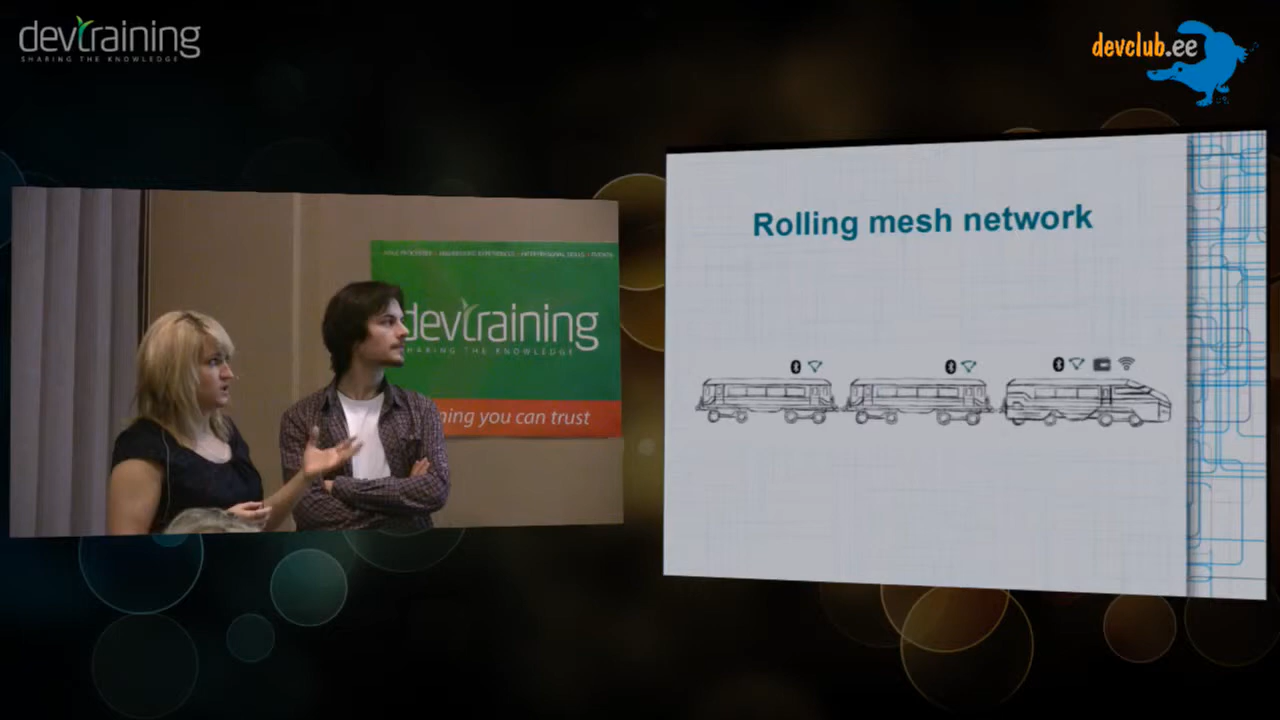 devtraining
SHARING THE KNOWLEDGE
devclub.ee
Rolling mesh network
devtraining
SHARING THE KNOWLEDGE
ning you can trust